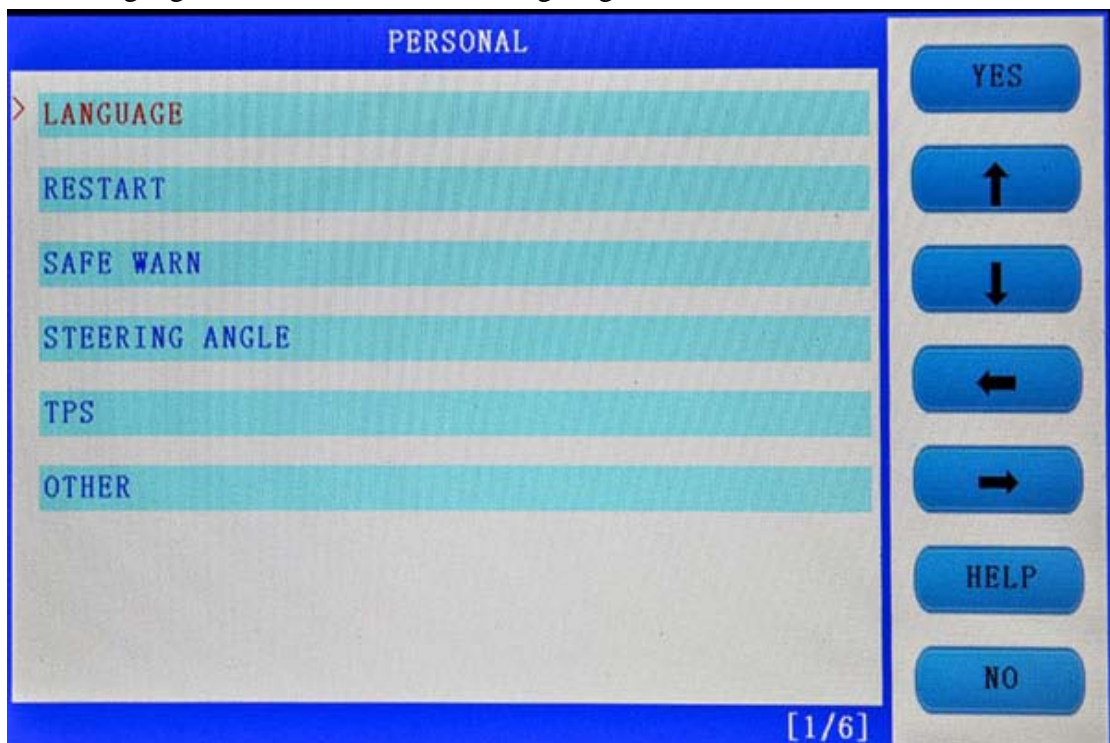 PERSONAL
> LANGUAGE
RESTART
SAFE WARN
STEERING ANGLE
TPS
OTHER
[1/6]
YES
↑
↓
←
→
HELP
NO